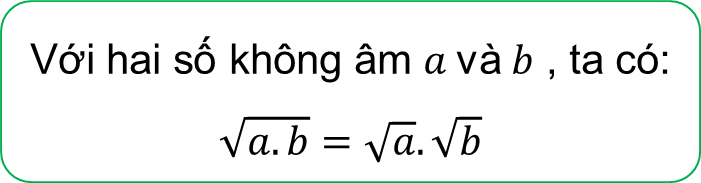 Với hai số không âm a và b , ta có:
√a.b = √a.√b